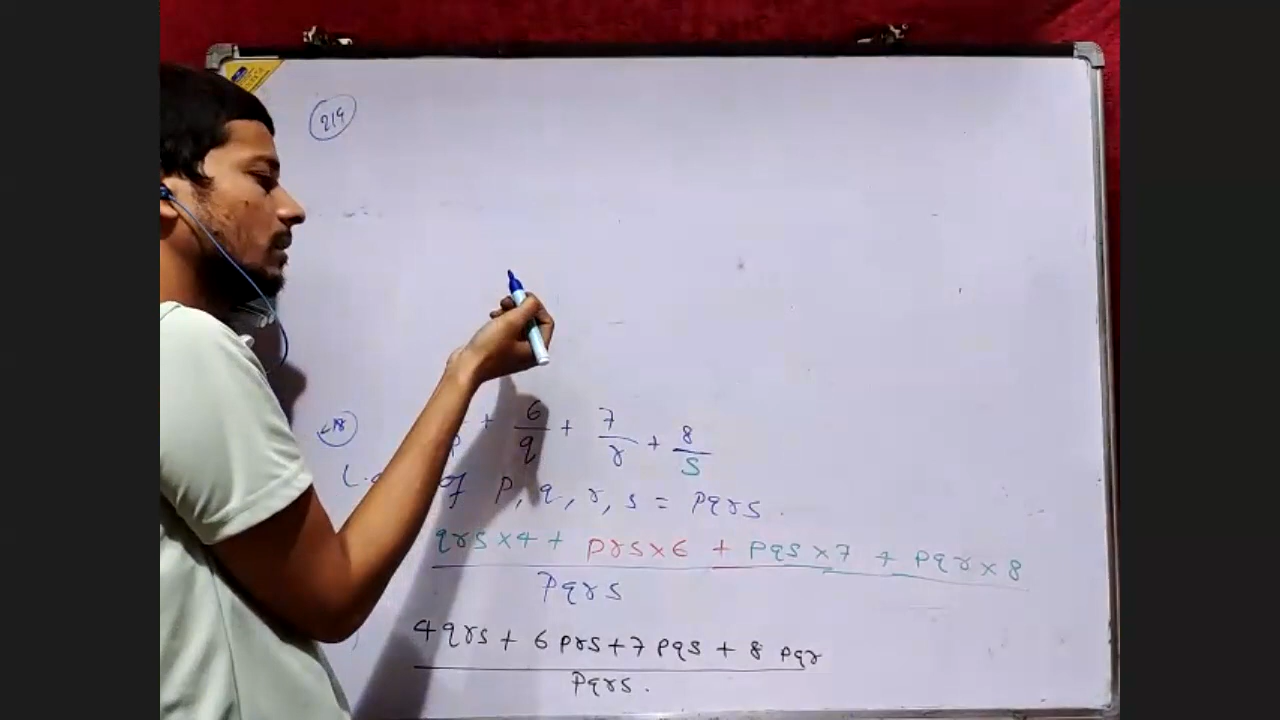 219
18
+ 6/q + 7/r + 8/s
of p, q, r, s = pqrs.
qrs×4 + prs×6 + pqs×7 + pqr×8
pqrs
4qrs + 6prs + 7pqs + 8pqr
pqrs.